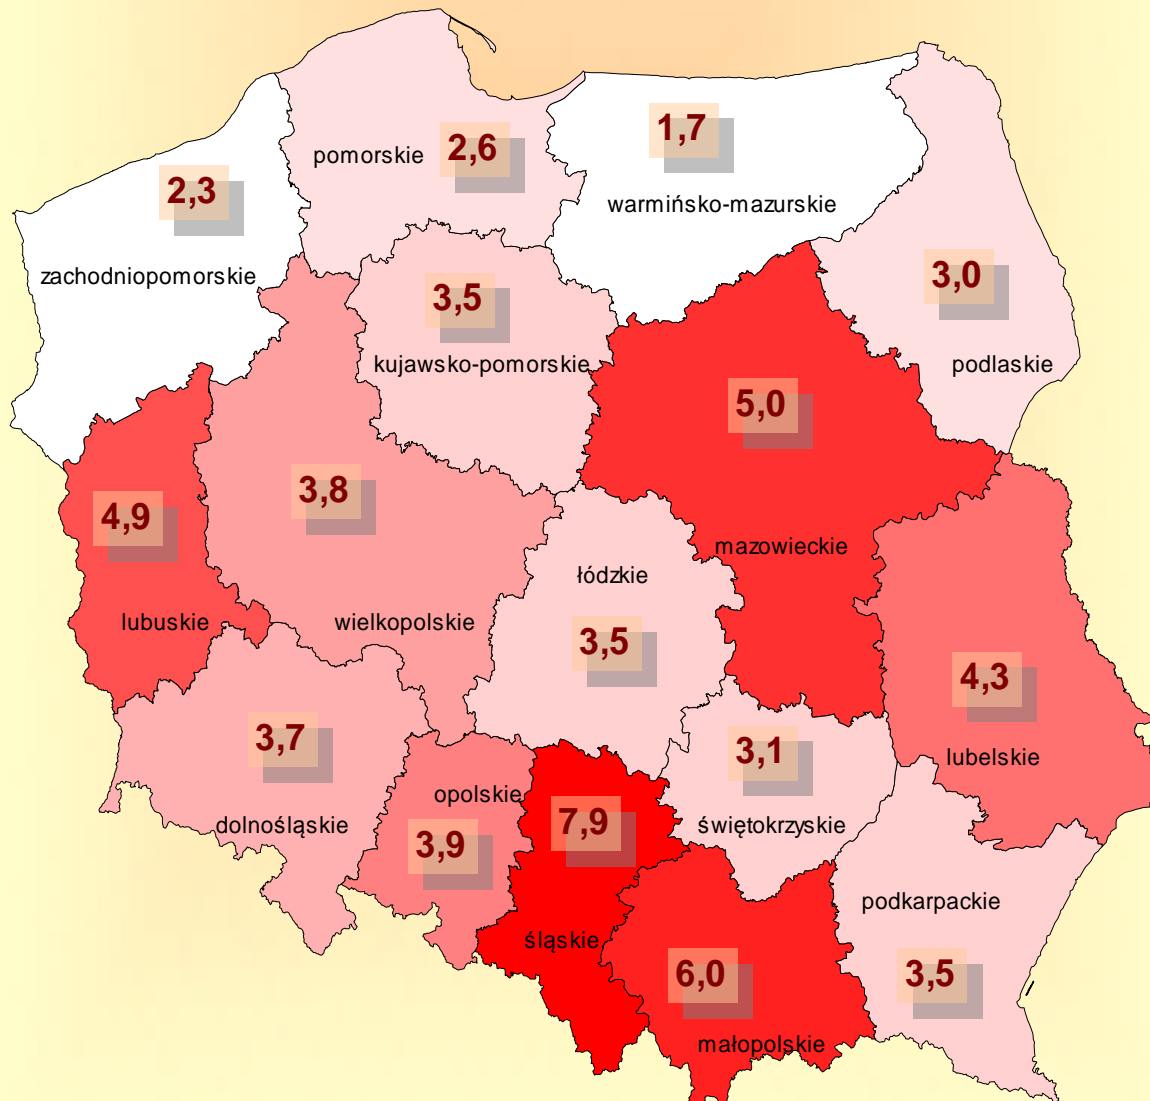 1,7
pomorskie
2,6
2,3
warmińsko-mazurskie
zachodniopomorskie
3,5
3,0
kujawsko-pomorskie
podlaskie
5,0
3,8
4,9
mazowieckie
łódzkie
lubuskie
wielkopolskie
3,5
4,3
3,7
3,1
lubelskie
opolskie
dolnośląskie
7,9
świętokrzyskie
3,9
podkarpackie
śląskie
6,0
3,5
małopolskie